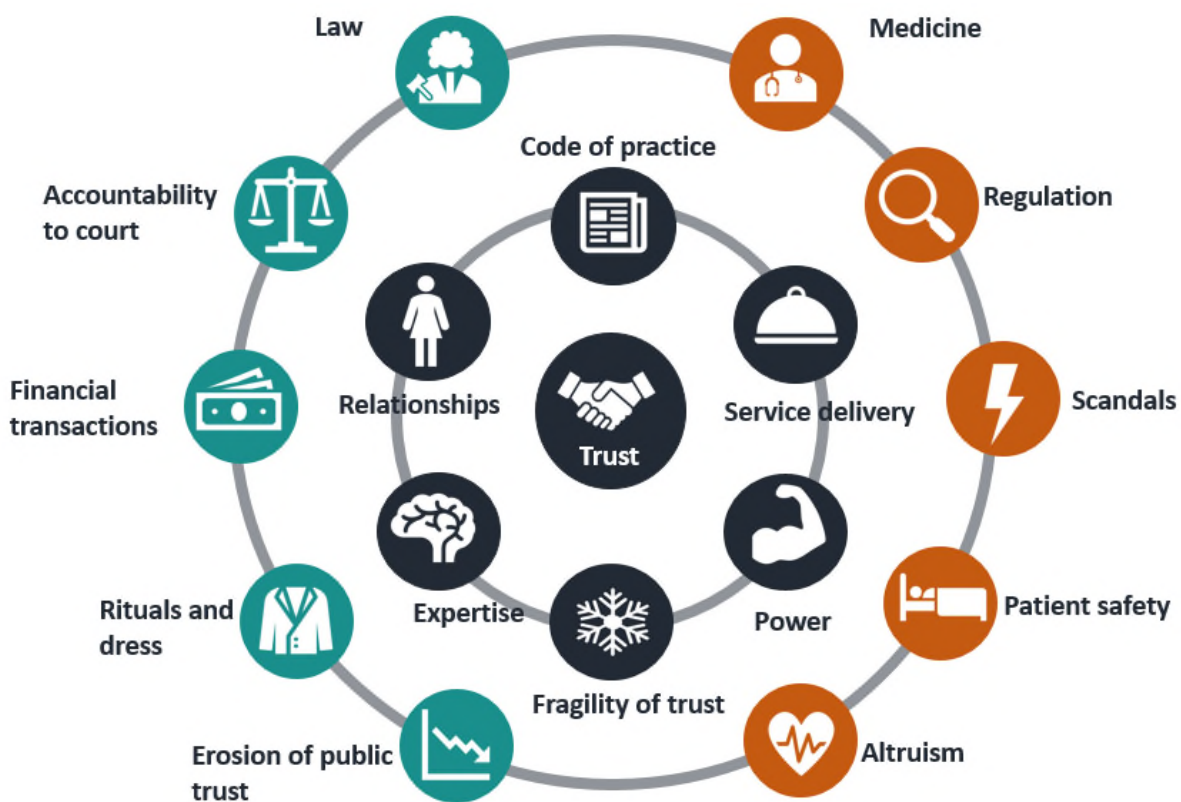 Law
Medicine
Code of practice
Accountability
to court
Regulation
Relationships
Service delivery
Financial
transactions
Trust
Scandals
Rituals and
dress
Expertise
Power
Patient safety
Fragility of trust
Erosion of public
trust
Altruism